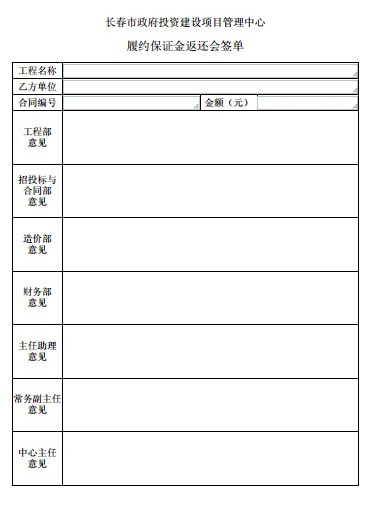 长春市政府投资建设项目管理中心
履约保证金返还会签单
工程名称
乙方单位
合同编号 金额（元）
工程部
意见
招投标与
合同部
意见
造价部
意见
财务部
意见
主任助理
意见
常务副主任
意见
中心主任
意见